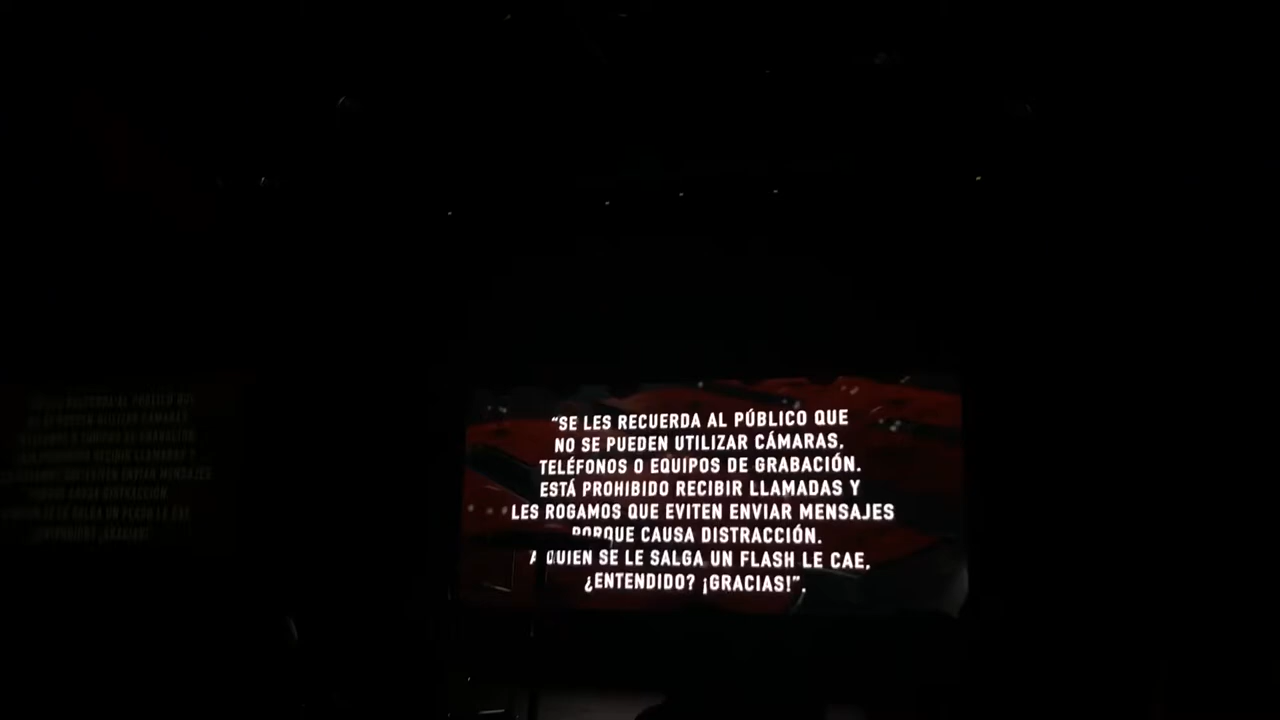 “SE LES RECUERDA AL PÚBLICO QUE
NO SE PUEDEN UTILIZAR CÁMARAS,
TELÉFONOS O EQUIPOS DE GRABACIÓN.
ESTÁ PROHIBIDO RECIBIR LLAMADAS Y
LES ROGAMOS QUE EVITEN ENVIAR MENSAJES
PORQUE CAUSA DISTRACCIÓN.
A QUIEN SE LE SALGA UN FLASH LE CAE,
¿ENTENDIDO? ¡GRACIAS!”.